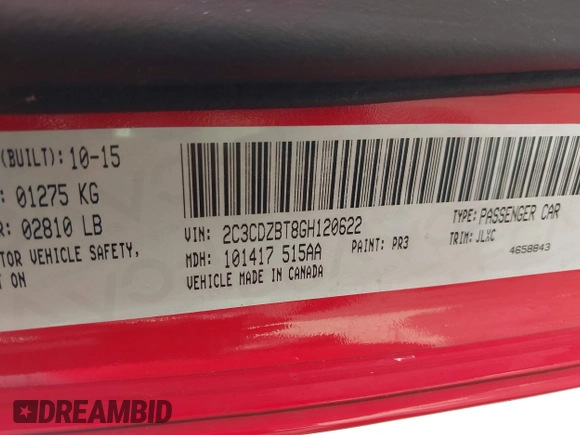 (BUILT): 10-15
: 01275 KG
R: 02810 LB
TOR VEHICLE SAFETY,
T ON
VIN: 2C3CDZBT8GH120622
TYPE: PASSENGER CAR
MDH: 101417 515AA
PAINT: PR3
TRIM: JLXC
VEHICLE MADE IN CANADA
4658843
DREAMBID